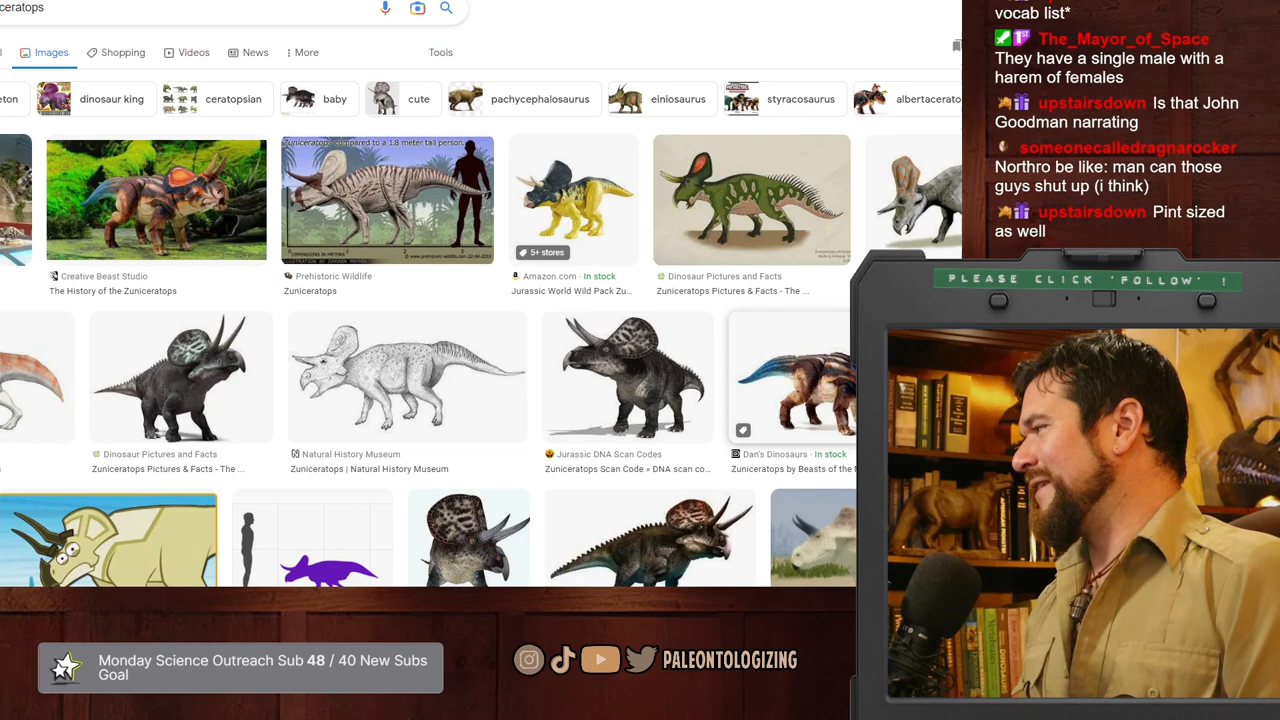 ceratops
Images
Shopping
Videos
News
More
Tools
eton
dinosaur king
ceratopsian
baby
cute
pachycephalosaurus
einiosaurus
styracosaurus
albertacerato
Zuniceratops compared to a 1.8 meter tall person.
5+ stores
Creative Beast Studio
The History of the Zuniceratops
Prehistoric Wildlife
Zuniceratops
Amazon.com · In stock
Jurassic World Wild Pack Zu...
Dinosaur Pictures and Facts
Zuniceratops Pictures & Facts - The ...
Dinosaur Pictures and Facts
Zuniceratops Pictures & Facts - The ...
Natural History Museum
Zuniceratops | Natural History Museum
Jurassic DNA Scan Codes
Zuniceratops Scan Code » DNA scan co...
Dan's Dinosaurs · In stock
Zuniceratops by Beasts of the
vocab list*
The_Mayor_of_Space
They have a single male with a
harem of females
upstairsdown Is that John
Goodman narrating
someonecalledragnarocker
Northro be like: man can those
guys shut up (i think)
upstairsdown Pint sized
as well
PLEASE CLICK 'FOLLOW' !
Monday Science Outreach Sub 48 / 40 New Subs
Goal
PALEONTOLOGIZING